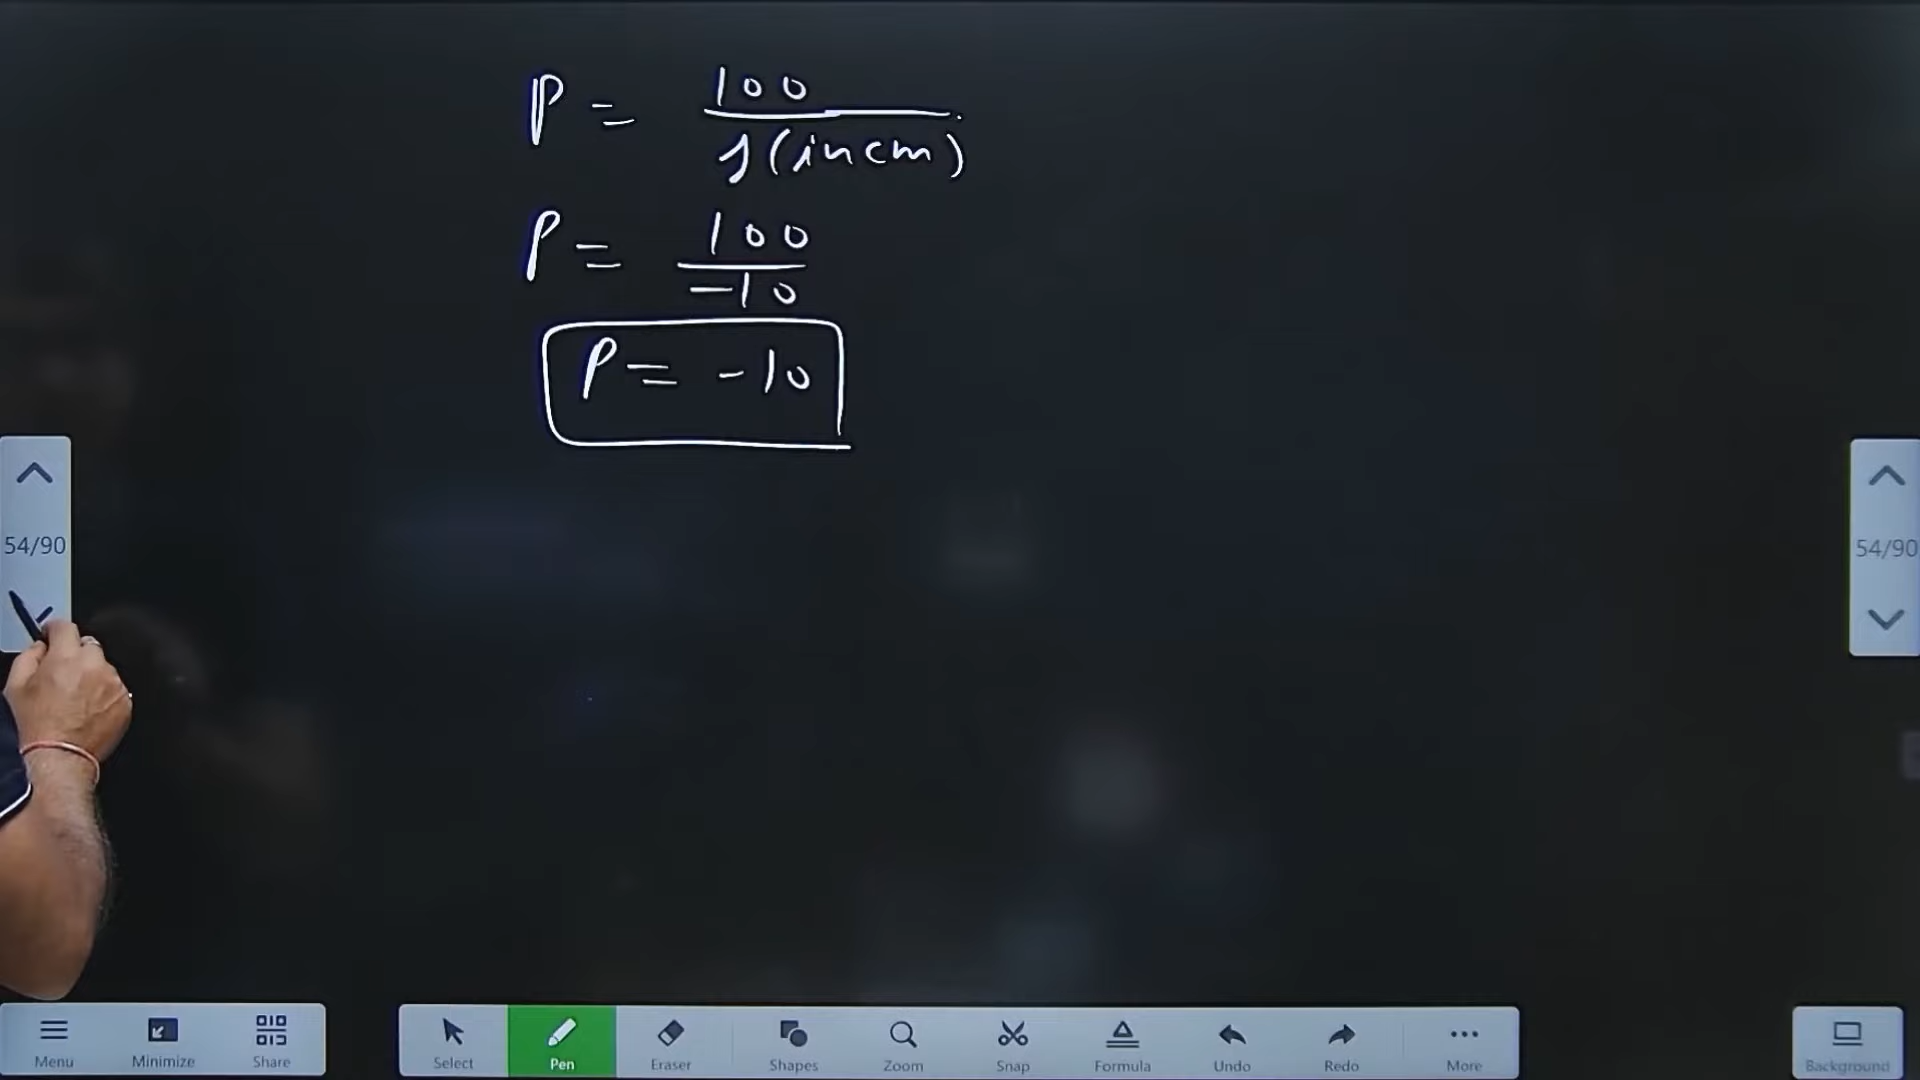 P = 100 / f (in cm)
P = 100 / -10
P = -10
54/90
54/90
Menu Minimize Share Select Pen Eraser Shapes Zoom Snap Formula Undo Redo More Background